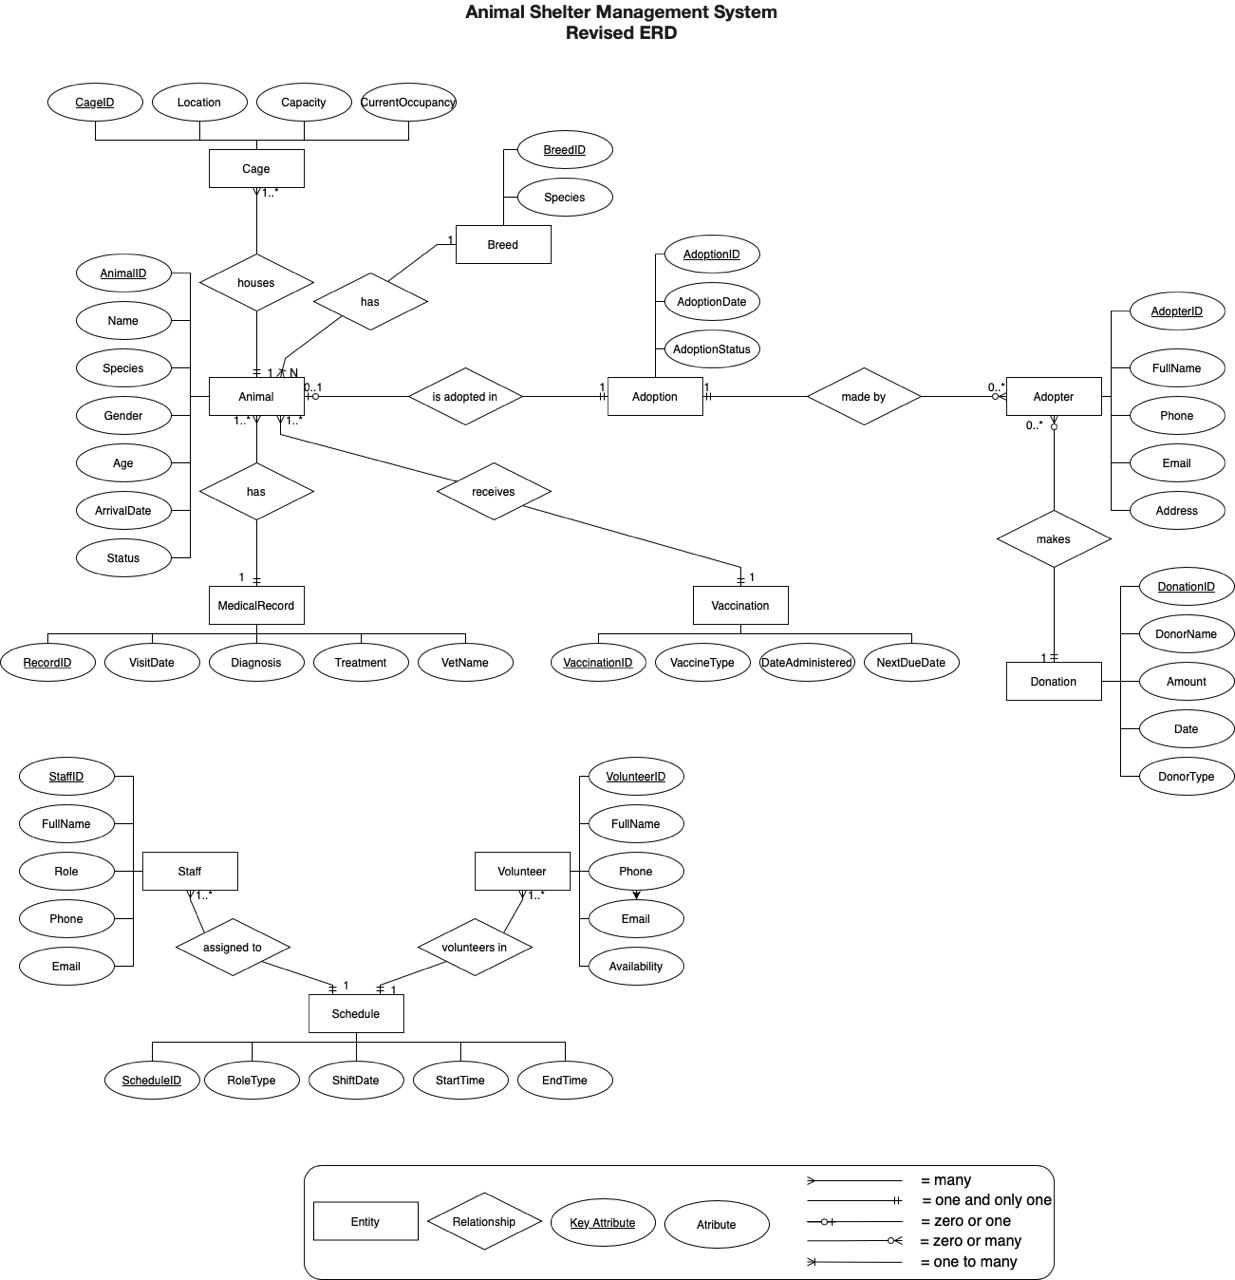 Animal Shelter Management System
Revised ERD
CageID
Location
Capacity
CurrentOccupancy
Cage
1..*
BreedID
Species
Breed
1
houses
has
AnimalID
Name
Species
Gender
Age
ArrivalDate
Status
1
N
Animal
0..1
1..*
1..*
is adopted in
AdoptionID
AdoptionDate
AdoptionStatus
1
Adoption
1
made by
0..*
Adopter
0..*
AdopterID
FullName
Phone
Email
Address
has
receives
makes
1
MedicalRecord
RecordID
VisitDate
Diagnosis
Treatment
VetName
1
Vaccination
VaccinationID
VaccineType
DateAdministered
NextDueDate
1
Donation
DonationID
DonorName
Amount
Date
DonorType
StaffID
FullName
Role
Phone
Email
Staff
1..*
assigned to
Volunteer
1..*
volunteers in
VolunteerID
FullName
Phone
Email
Availability
1
1
Schedule
ScheduleID
RoleType
ShiftDate
StartTime
EndTime
Entity
Relationship
Key Attribute
Atribute
= many
= one and only one
= zero or one
= zero or many
= one to many